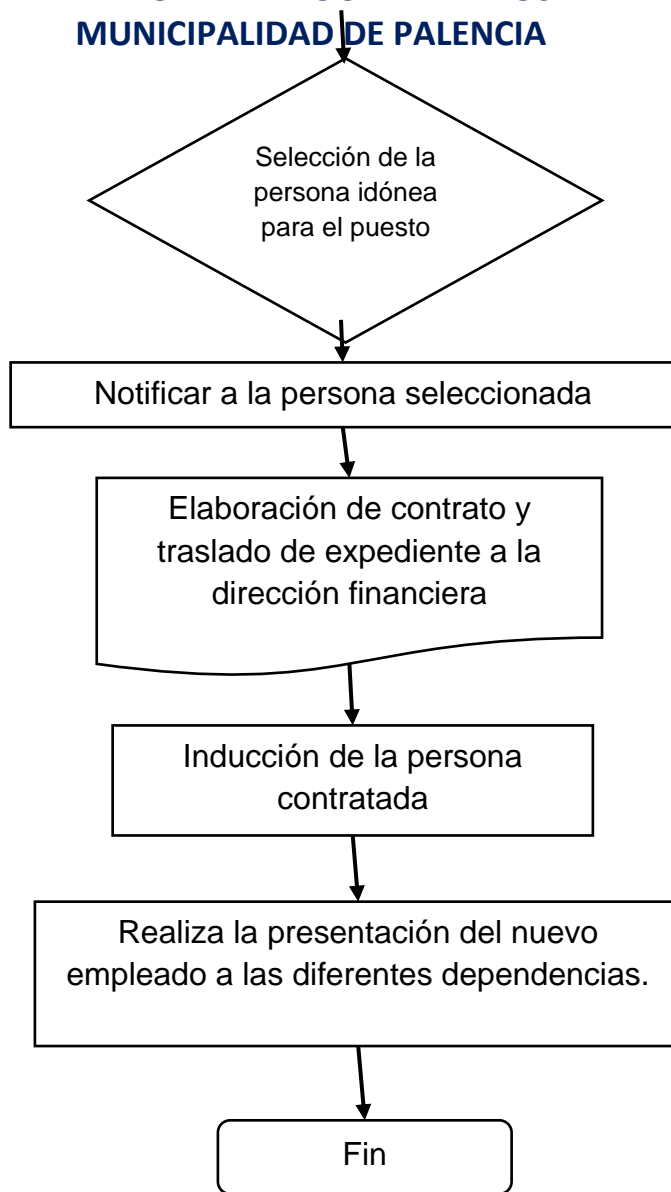 MUNICIPALIDAD DE PALENCIA
Selección de la
persona idónea
para el puesto
Notificar a la persona seleccionada
Elaboración de contrato y
traslado de expediente a la
dirección financiera
Inducción de la persona
contratada
Realiza la presentación del nuevo
empleado a las diferentes dependencias.
Fin